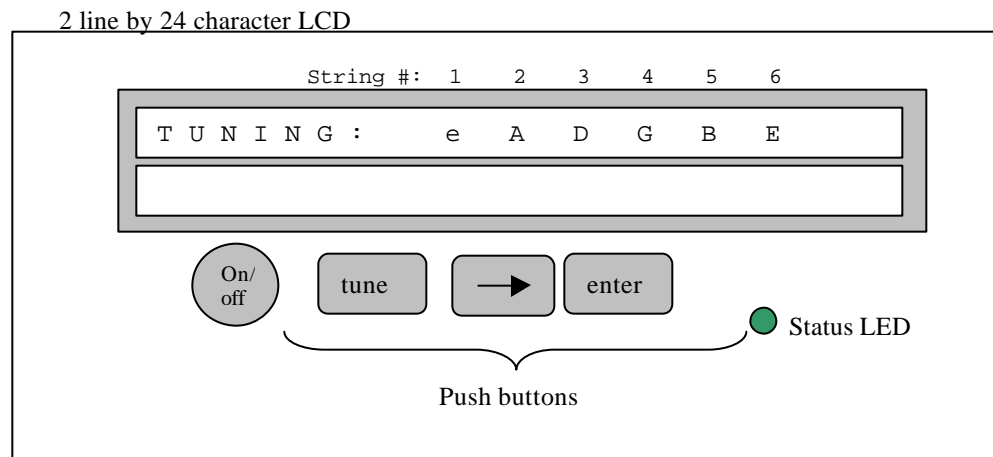 2 line by 24 character LCD
String #: 1 2 3 4 5 6
T U N I N G : e A D G B E
On/
off
tune
enter
Status LED
Push buttons